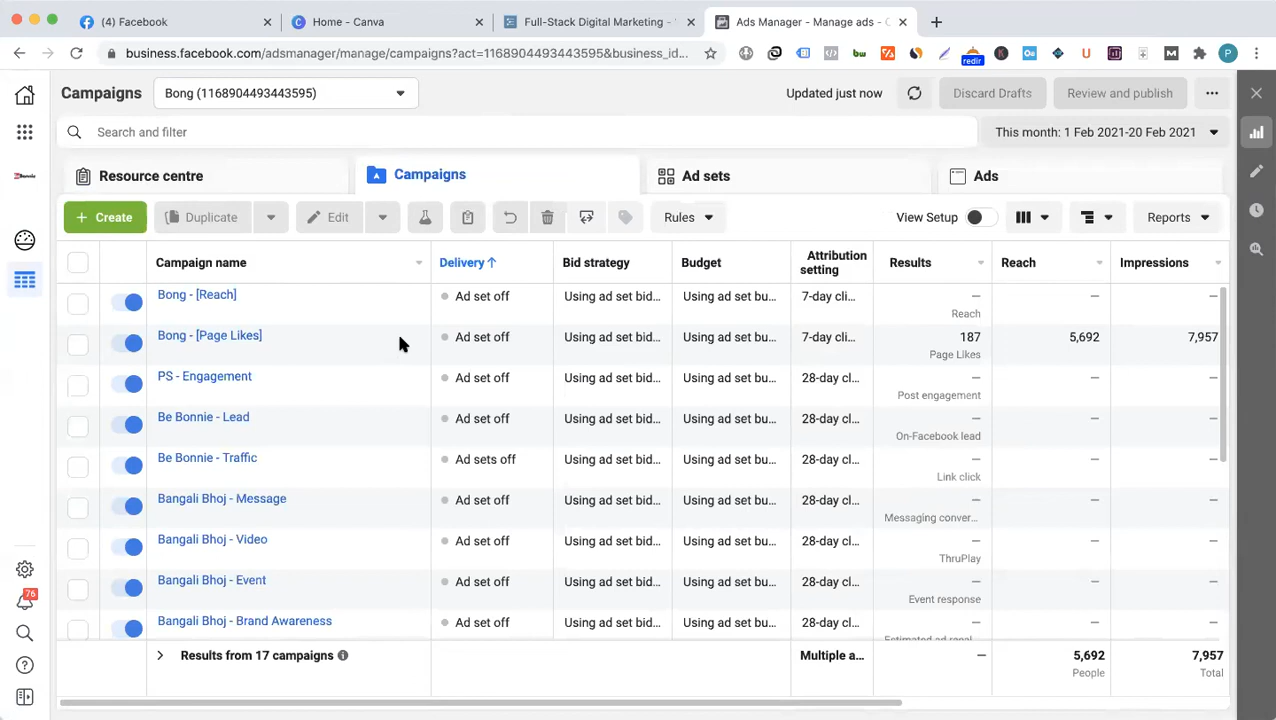 (4) Facebook
Home - Canva
Full-Stack Digital Marketing -
Ads Manager - Manage ads - C
business.facebook.com/adsmanager/manage/campaigns?act=1168904493443595&business_id...
bw
redir
K
Oe
U
M
P
Campaigns
Bong (1168904493443595)
Updated just now
Discard Drafts
Review and publish
Search and filter
This month: 1 Feb 2021-20 Feb 2021
Resource centre
Campaigns
Ad sets
Ads
+ Create
Duplicate
Edit
Rules
View Setup
Reports
Campaign name
Delivery ↑
Bid strategy
Budget
Attribution
setting
Results
Reach
Impressions
Bong - [Reach]
Ad set off
Using ad set bid...
Using ad set bu...
7-day cli...
—
Reach
—
—
Bong - [Page Likes]
Ad set off
Using ad set bid...
Using ad set bu...
7-day cli...
187
Page Likes
5,692
7,957
PS - Engagement
Ad set off
Using ad set bid...
Using ad set bu...
28-day cl...
—
Post engagement
—
—
Be Bonnie - Lead
Ad set off
Using ad set bid...
Using ad set bu...
28-day cl...
—
On-Facebook lead
—
—
Be Bonnie - Traffic
Ad sets off
Using ad set bid...
Using ad set bu...
28-day cl...
—
Link click
—
—
Bangali Bhoj - Message
Ad set off
Using ad set bid...
Using ad set bu...
28-day cl...
—
Messaging conver...
—
—
Bangali Bhoj - Video
Ad set off
Using ad set bid...
Using ad set bu...
28-day cl...
—
ThruPlay
—
—
Bangali Bhoj - Event
Ad set off
Using ad set bid...
Using ad set bu...
28-day cl...
—
Event response
—
—
Bangali Bhoj - Brand Awareness
Ad set off
Using ad set bid...
Using ad set bu...
28-day cl...
—
—
—
Results from 17 campaigns
Multiple a...
—
5,692
People
7,957
Total
76